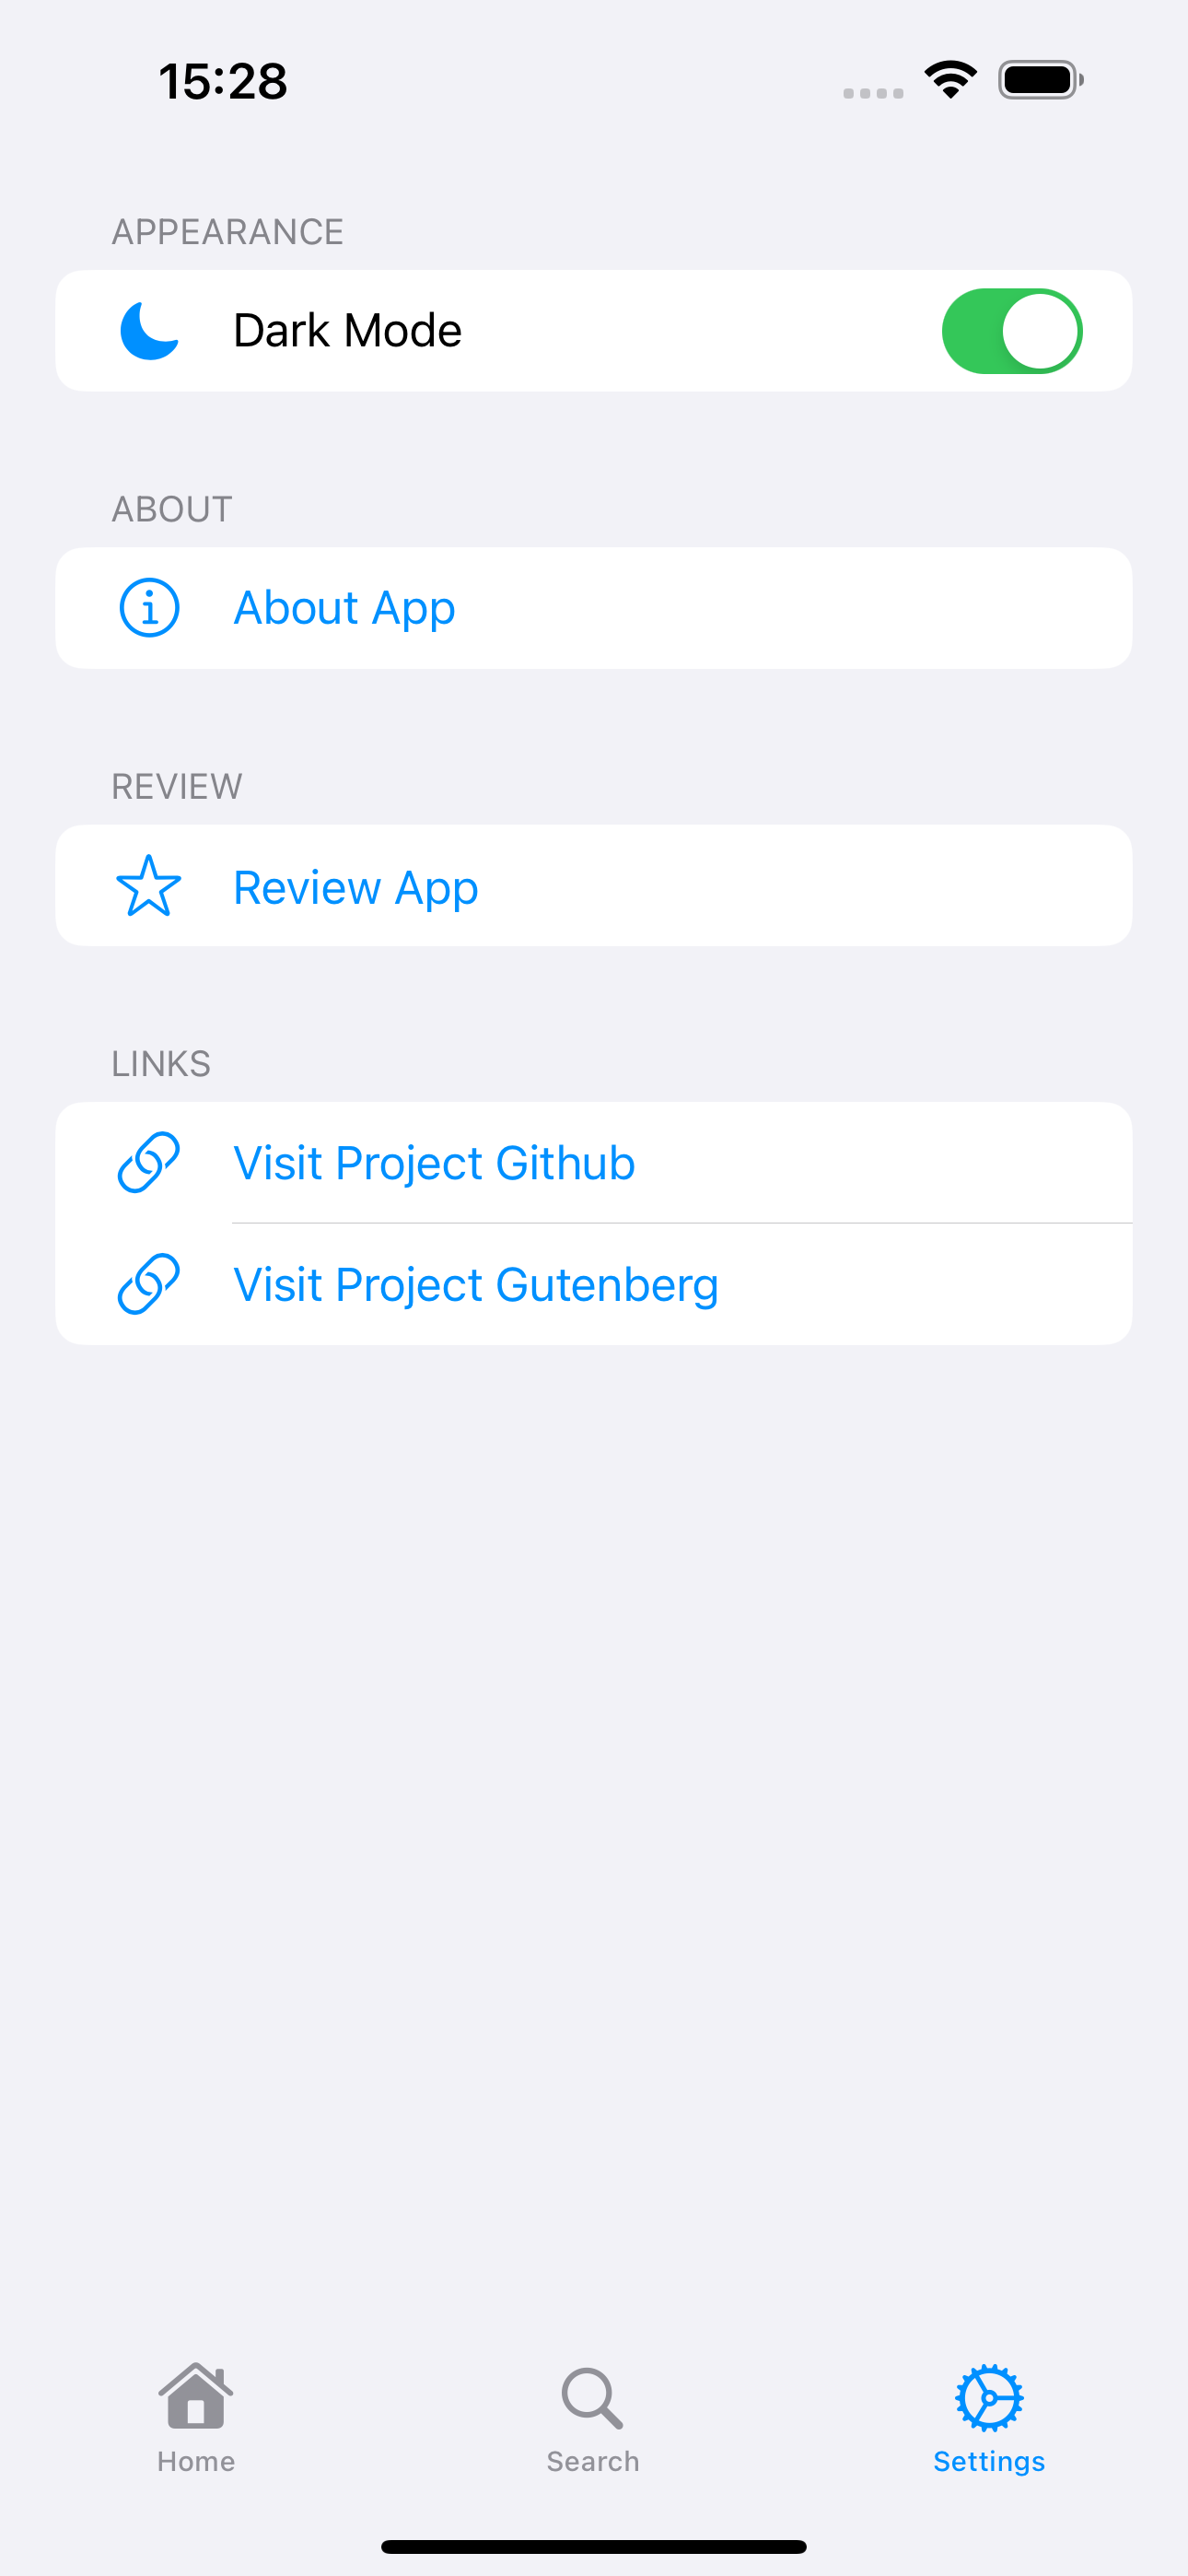 15:28
APPEARANCE
Dark Mode
ABOUT
About App
REVIEW
Review App
LINKS
Visit Project Github
Visit Project Gutenberg
Home
Search
Settings